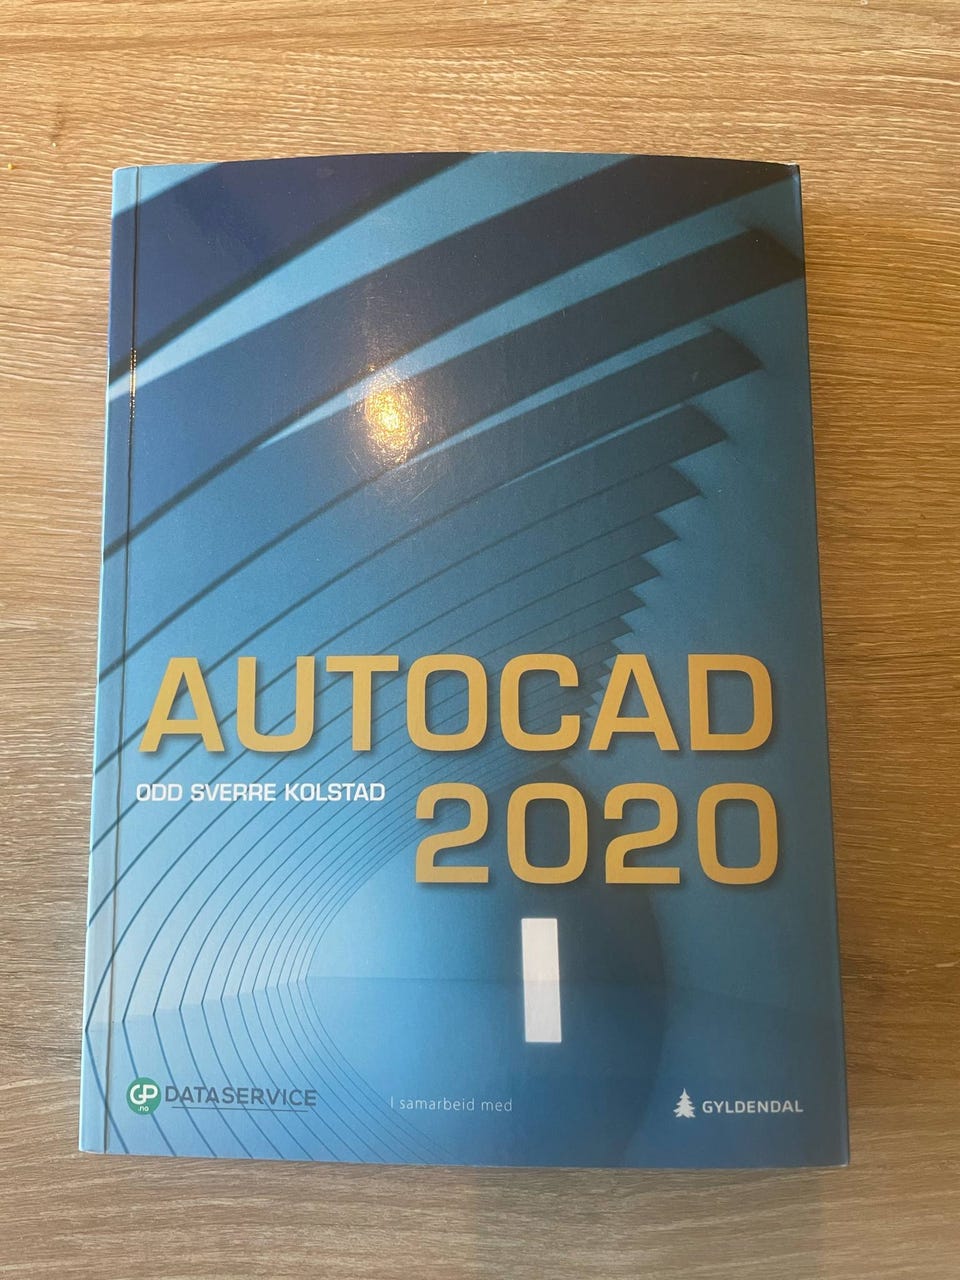 AUTOCAD
ODD SVERRE KOLSTAD
2020
GP
.no
DATASERVICE
I samarbeid med
GYLDENDAL